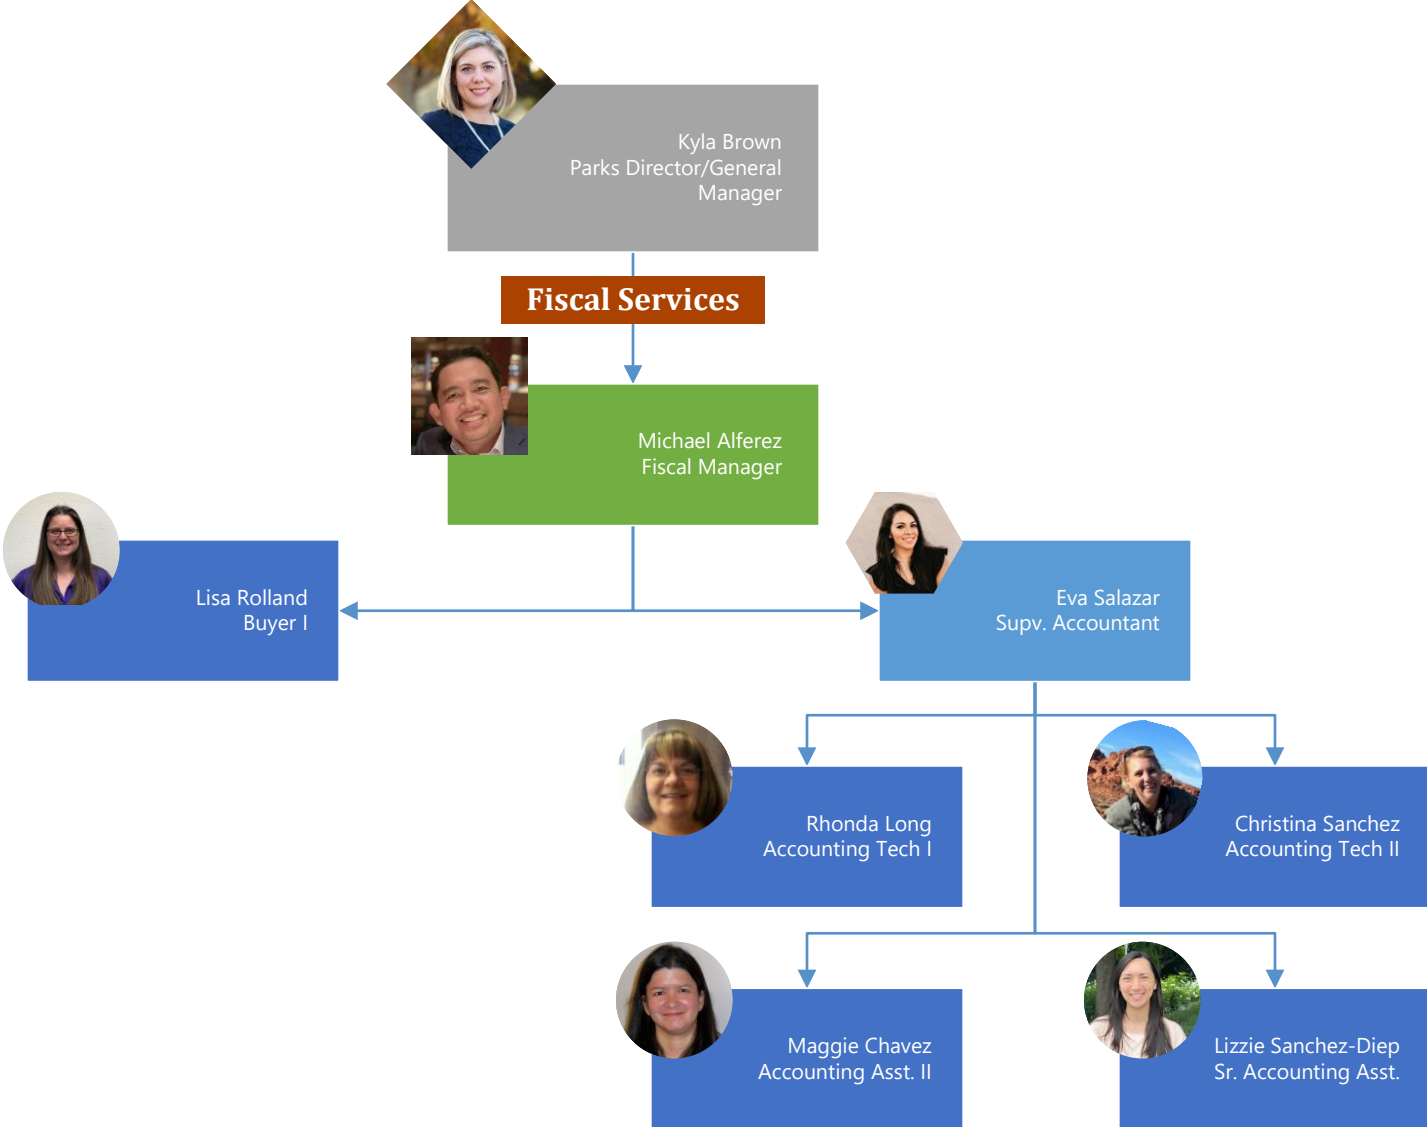 Kyla Brown
Parks Director/General
Manager
Fiscal Services
Michael Alferez
Fiscal Manager
Lisa Rolland
Buyer I
Eva Salazar
Supv. Accountant
Rhonda Long
Accounting Tech I
Christina Sanchez
Accounting Tech II
Maggie Chavez
Accounting Asst. II
Lizzie Sanchez-Diep
Sr. Accounting Asst.